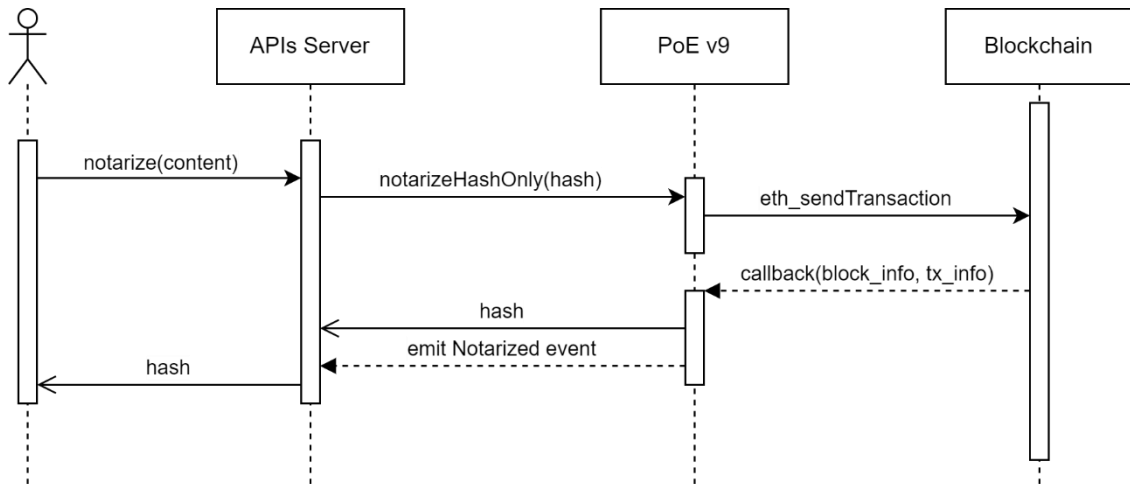 APIs Server
PoE v9
Blockchain
notarize(content)
notarizeHashOnly(hash)
eth_sendTransaction
callback(block_info, tx_info)
hash
emit Notarized event
hash